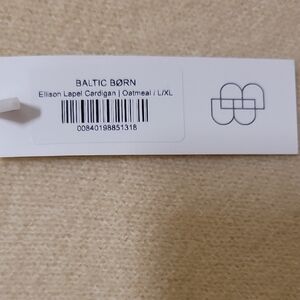 BALTIC BØRN
Ellison Lapel Cardigan | Oatmeal / L/XL
00840198851318